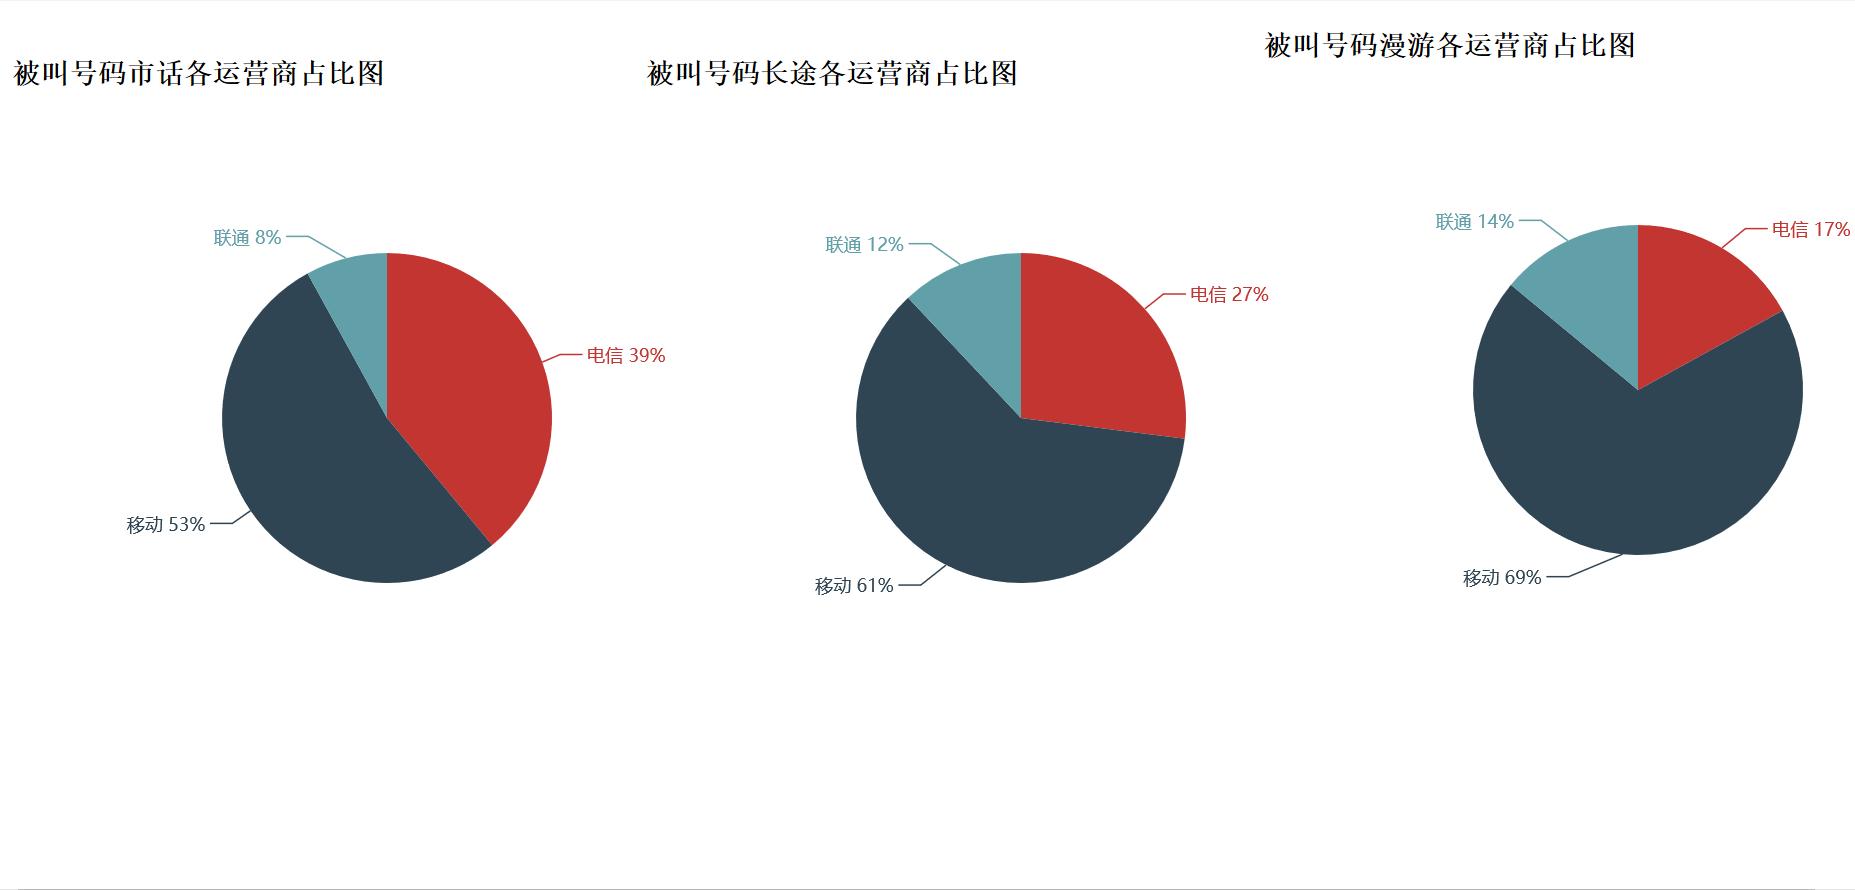 被叫号码市话各运营商占比图
联通 8%
电信 39%
移动 53%
被叫号码长途各运营商占比图
联通 12%
电信 27%
移动 61%
被叫号码漫游各运营商占比图
联通 14%
电信 17%
移动 69%